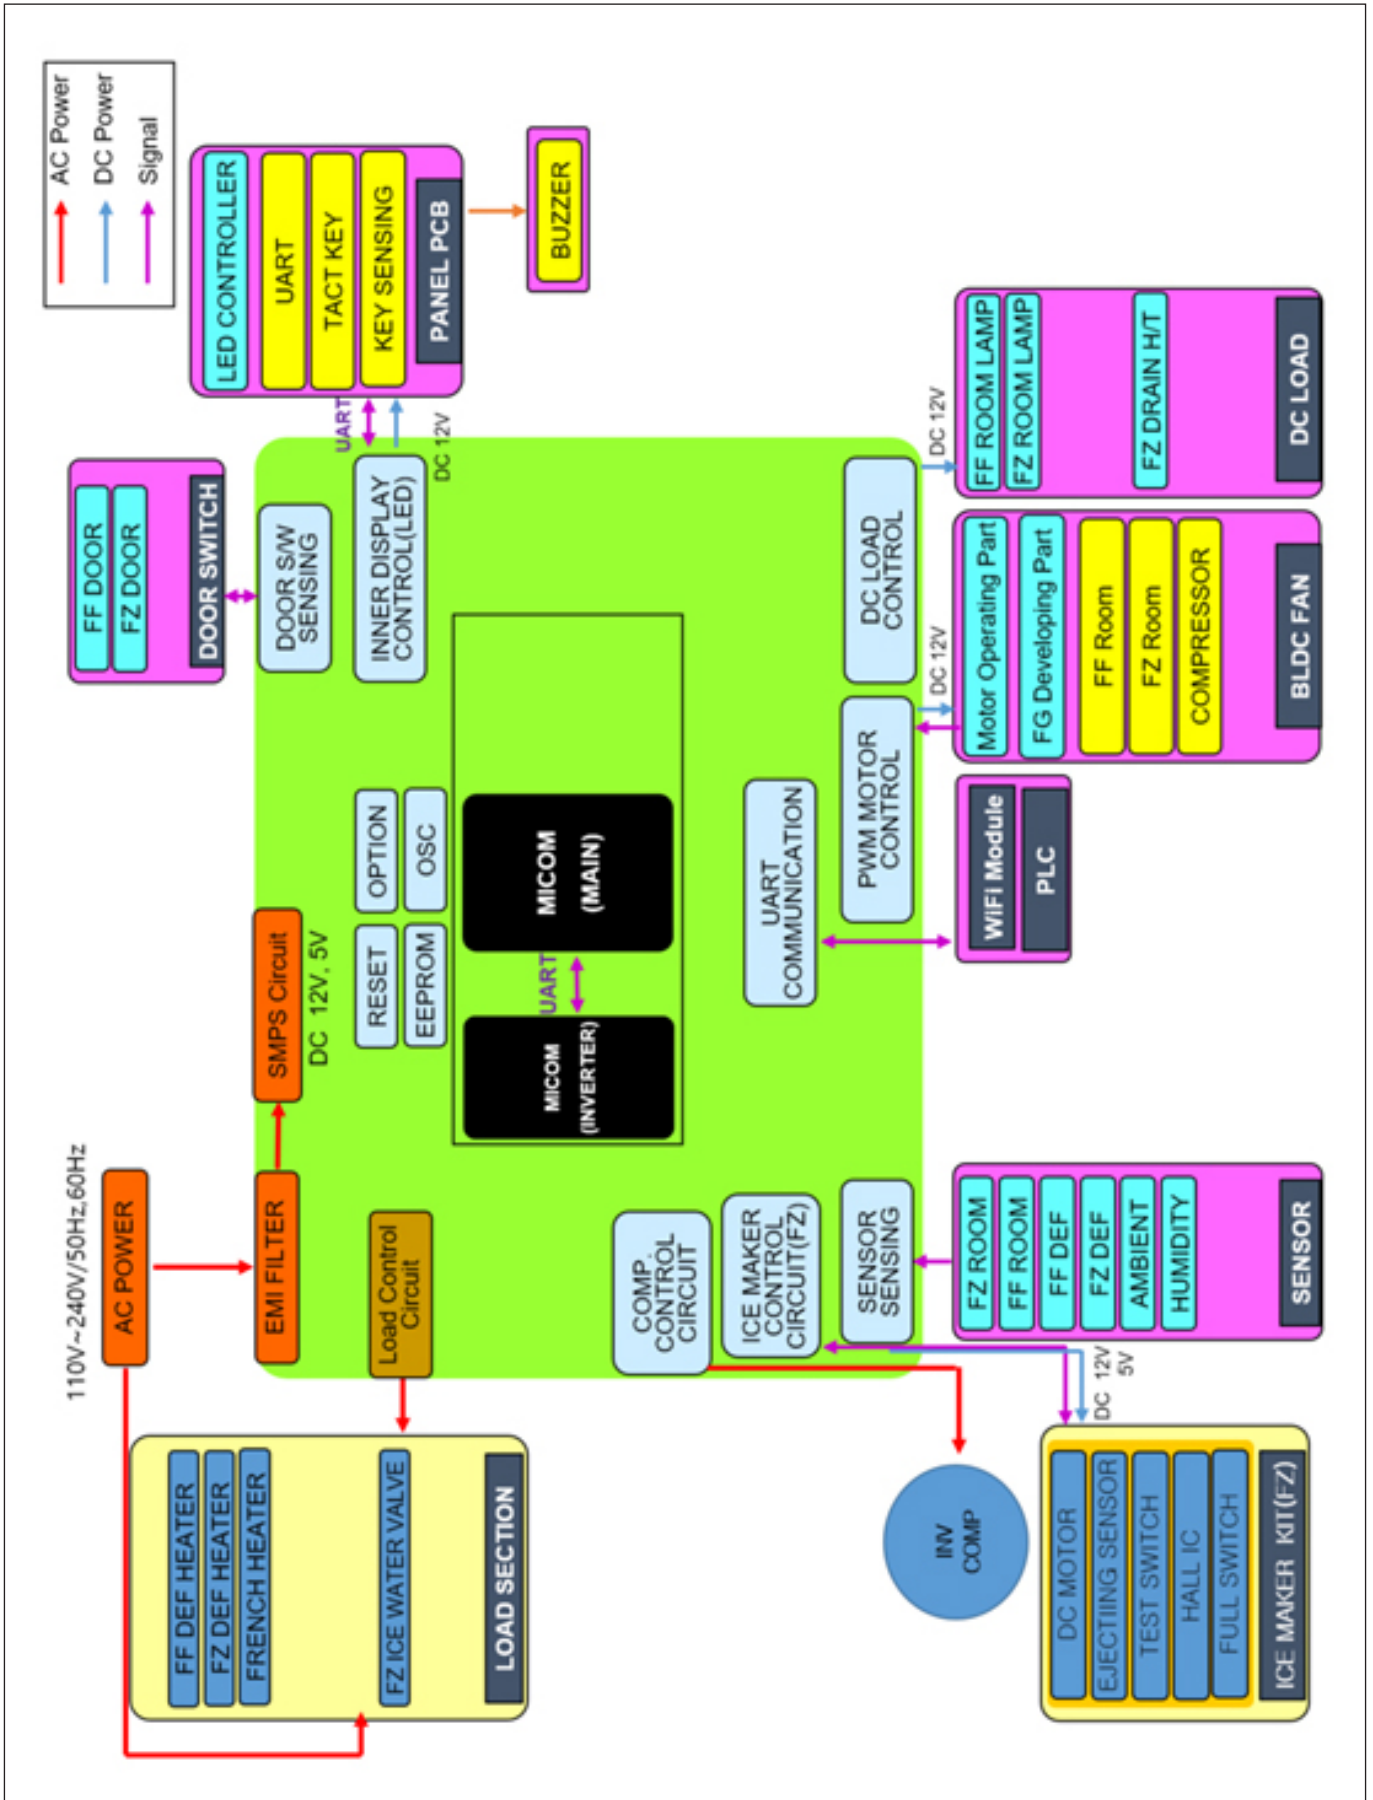 110V~240V/50Hz,60Hz
AC POWER
EMI FILTER
SMPS Circuit
DC 12V, 5V
AC Power
DC Power
Signal
FF DEF HEATER
FZ DEF HEATER
FRENCH HEATER
FZ ICE WATER VALVE
LOAD SECTION
Load Control
Circuit
RESET
OPTION
EEPROM
OSC
FF DOOR
FZ DOOR
DOOR SWITCH
DOOR S/W
SENSING
INNER DISPLAY
CONTROL(LED)
UART
DC 12V
LED CONTROLLER
UART
TACT KEY
KEY SENSING
PANEL PCB
BUZZER
MICOM
(INVERTER)
UART
MICOM
(MAIN)
COMP.
CONTROL
CIRCUIT
ICE MAKER
CONTROL
CIRCUIT(FZ)
SENSOR
SENSING
UART
COMMUNICATION
PWM MOTOR
CONTROL
DC LOAD
CONTROL
INV
COMP
DC 12V
5V
DC MOTOR
EJECTIING SENSOR
TEST SWITCH
HALL IC
FULL SWITCH
ICE MAKER KIT(FZ)
FZ ROOM
FF ROOM
FF DEF
FZ DEF
AMBIENT
HUMIDITY
SENSOR
WiFi Module
PLC
DC 12V
Motor Operating Part
FG Developing Part
FF Room
FZ Room
COMPRESSOR
BLDC FAN
DC 12V
FF ROOM LAMP
FZ ROOM LAMP
FZ DRAIN H/T
DC LOAD